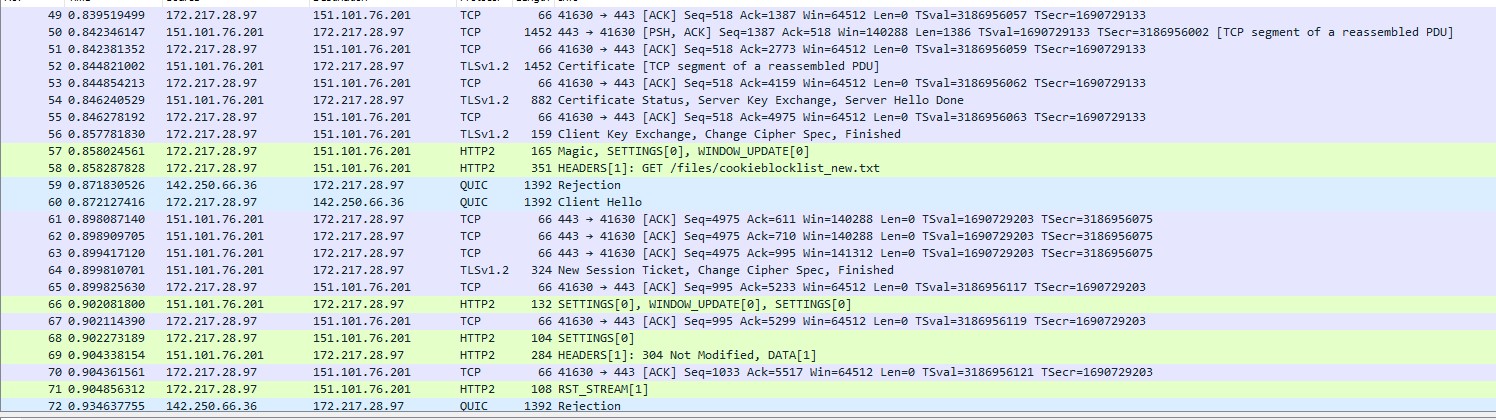 49 0.839519499 172.217.28.97 151.101.76.201 TCP 66 41630 → 443 [ACK] Seq=518 Ack=1387 Win=64512 Len=0 TSval=3186956057 TSecr=1690729133
50 0.842346147 151.101.76.201 172.217.28.97 TCP 1452 443 → 41630 [PSH, ACK] Seq=1387 Ack=518 Win=140288 Len=1386 TSval=1690729133 TSecr=3186956002 [TCP segment of a reassembled PDU]
51 0.842381352 172.217.28.97 151.101.76.201 TCP 66 41630 → 443 [ACK] Seq=518 Ack=2773 Win=64512 Len=0 TSval=3186956059 TSecr=1690729133
52 0.844821002 151.101.76.201 172.217.28.97 TLSv1.2 1452 Certificate [TCP segment of a reassembled PDU]
53 0.844854213 172.217.28.97 151.101.76.201 TCP 66 41630 → 443 [ACK] Seq=518 Ack=4159 Win=64512 Len=0 TSval=3186956062 TSecr=1690729133
54 0.846240529 151.101.76.201 172.217.28.97 TLSv1.2 882 Certificate Status, Server Key Exchange, Server Hello Done
55 0.846278192 172.217.28.97 151.101.76.201 TCP 66 41630 → 443 [ACK] Seq=518 Ack=4975 Win=64512 Len=0 TSval=3186956063 TSecr=1690729133
56 0.857781830 172.217.28.97 151.101.76.201 TLSv1.2 159 Client Key Exchange, Change Cipher Spec, Finished
57 0.858024561 172.217.28.97 151.101.76.201 HTTP2 165 Magic, SETTINGS[0], WINDOW_UPDATE[0]
58 0.858287828 172.217.28.97 151.101.76.201 HTTP2 351 HEADERS[1]: GET /files/cookieblocklist_new.txt
59 0.871830526 142.250.66.36 172.217.28.97 QUIC 1392 Rejection
60 0.872127416 172.217.28.97 142.250.66.36 QUIC 1392 Client Hello
61 0.898087140 151.101.76.201 172.217.28.97 TCP 66 443 → 41630 [ACK] Seq=4975 Ack=611 Win=140288 Len=0 TSval=1690729203 TSecr=3186956075
62 0.898909705 151.101.76.201 172.217.28.97 TCP 66 443 → 41630 [ACK] Seq=4975 Ack=710 Win=140288 Len=0 TSval=1690729203 TSecr=3186956075
63 0.899417120 151.101.76.201 172.217.28.97 TCP 66 443 → 41630 [ACK] Seq=4975 Ack=995 Win=141312 Len=0 TSval=1690729203 TSecr=3186956075
64 0.899810701 151.101.76.201 172.217.28.97 TLSv1.2 324 New Session Ticket, Change Cipher Spec, Finished
65 0.899825630 172.217.28.97 151.101.76.201 TCP 66 41630 → 443 [ACK] Seq=995 Ack=5233 Win=64512 Len=0 TSval=3186956117 TSecr=1690729203
66 0.902081800 151.101.76.201 172.217.28.97 HTTP2 132 SETTINGS[0], WINDOW_UPDATE[0], SETTINGS[0]
67 0.902114390 172.217.28.97 151.101.76.201 TCP 66 41630 → 443 [ACK] Seq=995 Ack=5299 Win=64512 Len=0 TSval=3186956119 TSecr=1690729203
68 0.902273189 172.217.28.97 151.101.76.201 HTTP2 104 SETTINGS[0]
69 0.904338154 151.101.76.201 172.217.28.97 HTTP2 284 HEADERS[1]: 304 Not Modified, DATA[1]
70 0.904361561 172.217.28.97 151.101.76.201 TCP 66 41630 → 443 [ACK] Seq=1033 Ack=5517 Win=64512 Len=0 TSval=3186956121 TSecr=1690729203
71 0.904856312 172.217.28.97 151.101.76.201 HTTP2 108 RST_STREAM[1]
72 0.934637755 142.250.66.36 172.217.28.97 QUIC 1392 Rejection